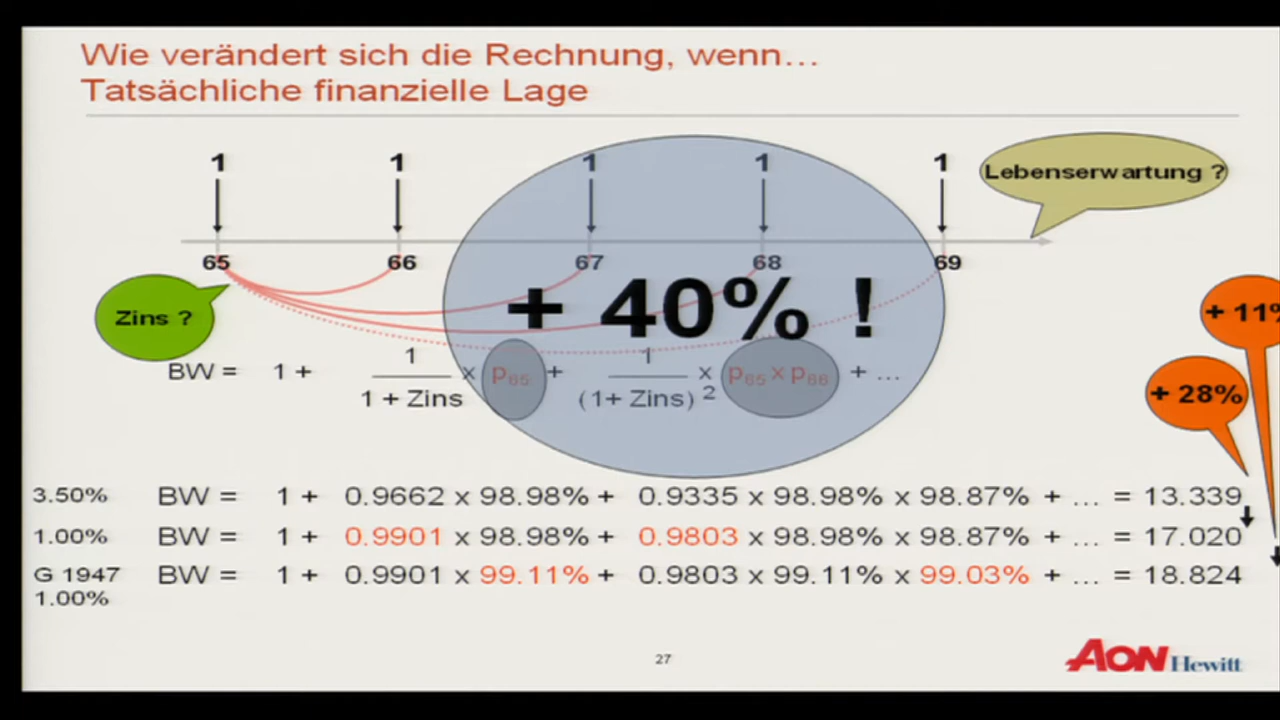 Wie verändert sich die Rechnung, wenn...
Tatsächliche finanzielle Lage
1 1 1 1 1
Lebenserwartung ?
65 66 67 68 69
Zins ?
+ 40% !
+ 11%
+ 28%
BW = 1 + 1 / 1 + Zins x p65 + 1 / (1+ Zins) 2 x p65 x p66 + ...
3.50% BW = 1 + 0.9662 x 98.98% + 0.9335 x 98.98% x 98.87% + ... = 13.339
1.00% BW = 1 + 0.9901 x 98.98% + 0.9803 x 98.98% x 98.87% + ... = 17.020
G 1947 BW = 1 + 0.9901 x 99.11% + 0.9803 x 99.11% x 99.03% + ... = 18.824
1.00%
27
AON Hewitt